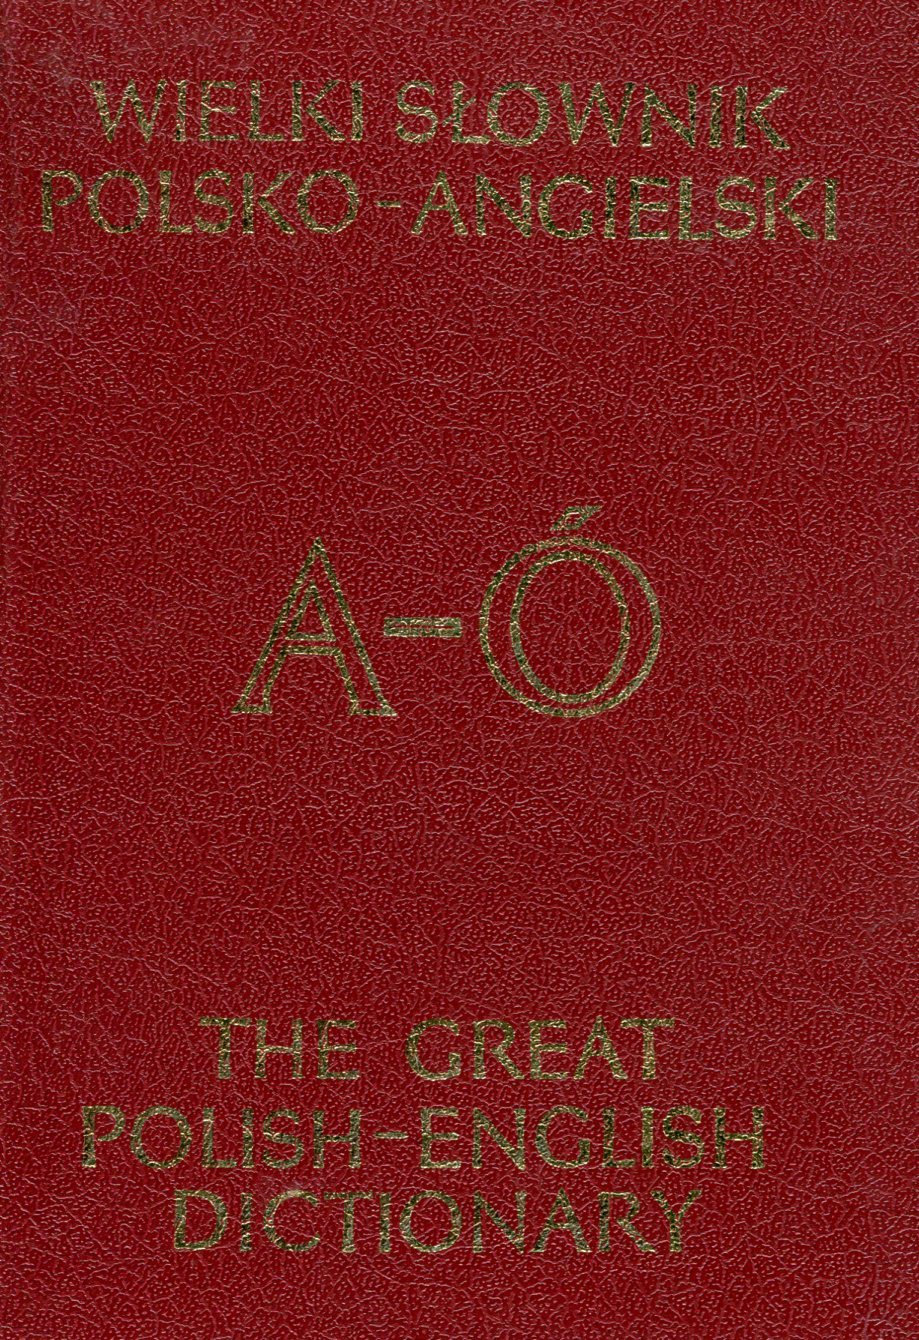 WIELKI SŁOWNIK
POLSKO-ANGIELSKI
A-Ó
THE GREAT
POLISH-ENGLISH
DICTIONARY